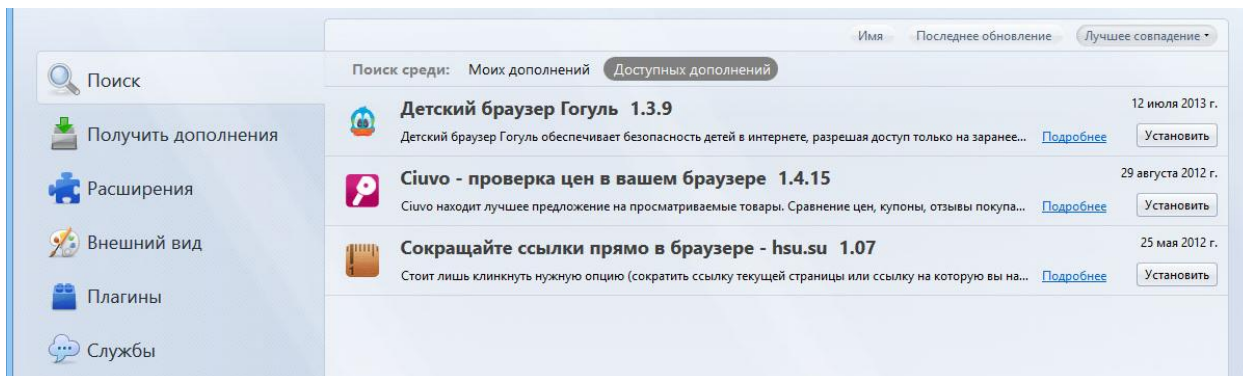 Имя Последнее обновление Лучшее совпадение
Поиск
Получить дополнения
Расширения
Внешний вид
Плагины
Службы
Поиск среди: Моих дополнений Доступных дополнений
Детский браузер Гогуль 1.3.9 12 июля 2013 г.
Детский браузер Гогуль обеспечивает безопасность детей в интернете, разрешая доступ только на заранее... Подробнее Установить
Ciuvo - проверка цен в вашем браузере 1.4.15 29 августа 2012 г.
Ciuvo находит лучшее предложение на просматриваемые товары. Сравнение цен, купоны, отзывы покупа... Подробнее Установить
Сокращайте ссылки прямо в браузере - hsu.su 1.07 25 мая 2012 г.
Стоит лишь клинкнуть нужную опцию (сократить ссылку текущей страницы или ссылку на которую вы на... Подробнее Установить